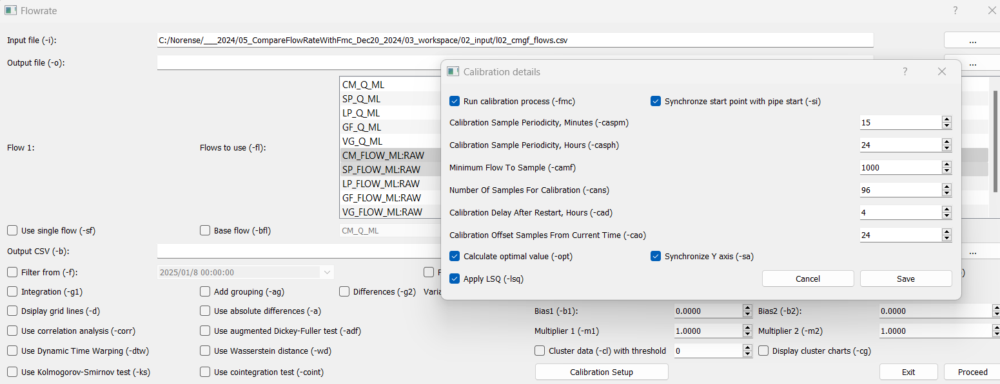 Flowrate
Input file (-i): C:/Norense/___2024/05_CompareFlowRateWithFmc_Dec20_2024/03_workspace/02_input/l02_cmgf_flows.csv ...
Output file (-o): ...
Flow 1: Flows to use (-fl):
CM_Q_ML
SP_Q_ML
LP_Q_ML
GF_Q_ML
VG_Q_ML
CM_FLOW_ML:RAW
SP_FLOW_ML:RAW
LP_FLOW_ML:RAW
GF_FLOW_ML:RAW
VG_FLOW_ML:RAW
Use single flow (-sf) Base flow (-bfl) CM_Q_ML
Output CSV (-b): ...
Filter from (-f): 2025/01/8 00:00:00
Integration (-g1) Add grouping (-ag) Differences (-g2)
Dsiplay grid lines (-d) Use absolute differences (-a) Bias1 (-b1): 0.0000 Bias2 (-b2): 0.0000
Use correlation analysis (-corr) Use augmented Dickey-Fuller test (-adf) Multiplier 1 (-m1) 1.0000 Multiplier 2 (-m2) 1.0000
Use Dynamic Time Warping (-dtw) Use Wasserstein distance (-wd) Cluster data (-cl) with threshold 0 Display cluster charts (-cg)
Use Kolmogorov-Smirnov test (-ks) Use cointegration test (-coint) Calibration Setup Exit Proceed
Calibration details ?
Run calibration process (-fmc) Synchronze start point with pipe start (-si)
Calibration Sample Periodicity, Minutes (-caspm) 15
Calibration Sample Periodicity, Hours (-casph) 24
Minimum Flow To Sample (-camf) 1000
Number Of Samples For Calibration (-cans) 96
Calibration Delay After Restart, Hours (-cad) 4
Calibration Offset Samples From Current Time (-cao) 24
Calculate optimal value (-opt) Synchronize Y axis (-sa)
Apply LSQ (-lsq) Cancel Save